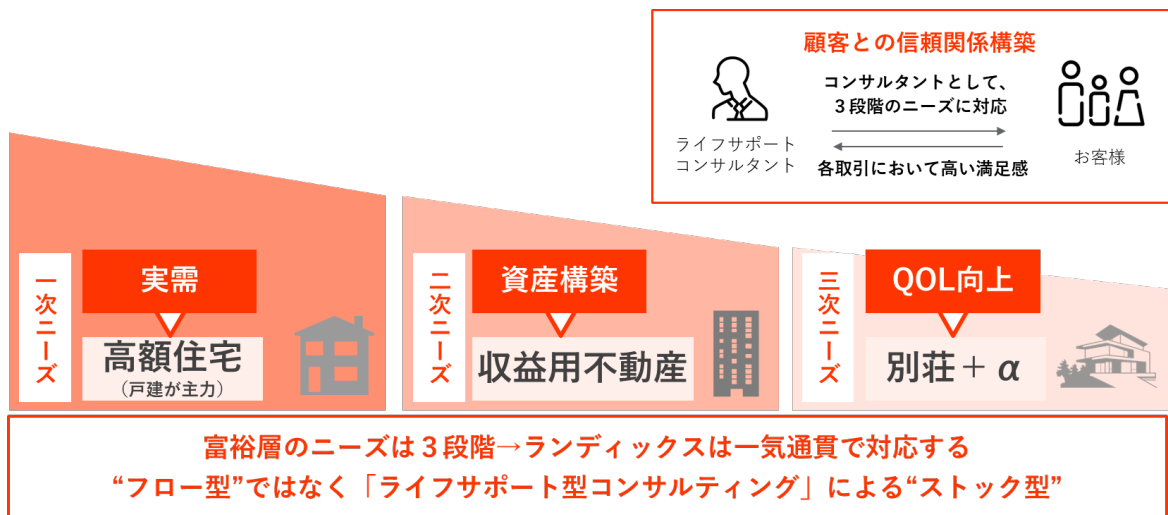 顧客との信頼関係構築
コンサルタントとして、
３段階のニーズに対応
ライフサポート
コンサルタント
各取引において高い満足感
お客様
一次ニーズ
実需
高額住宅
(戸建が主力)
二次ニーズ
資産構築
収益用不動産
三次ニーズ
QOL向上
別荘＋α
富裕層のニーズは３段階→ランディックスは一気通貫で対応する
“フロー型”ではなく「ライフサポート型コンサルティング」による“ストック型”